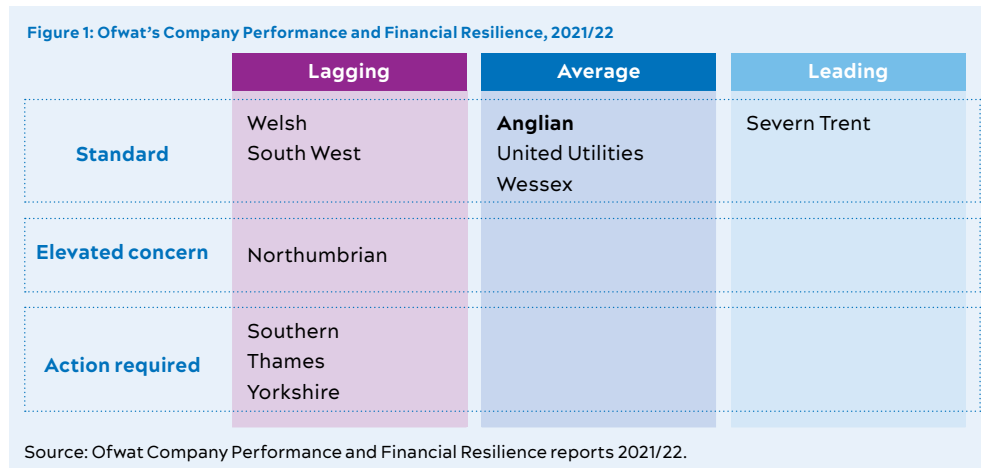 Figure 1: Ofwat's Company Performance and Financial Resilience, 2021/22
Lagging Average Leading
Standard
Welsh
South West
Anglian
United Utilities
Wessex
Severn Trent
Elevated concern
Northumbrian
Action required
Southern
Thames
Yorkshire
Source: Ofwat Company Performance and Financial Resilience reports 2021/22.